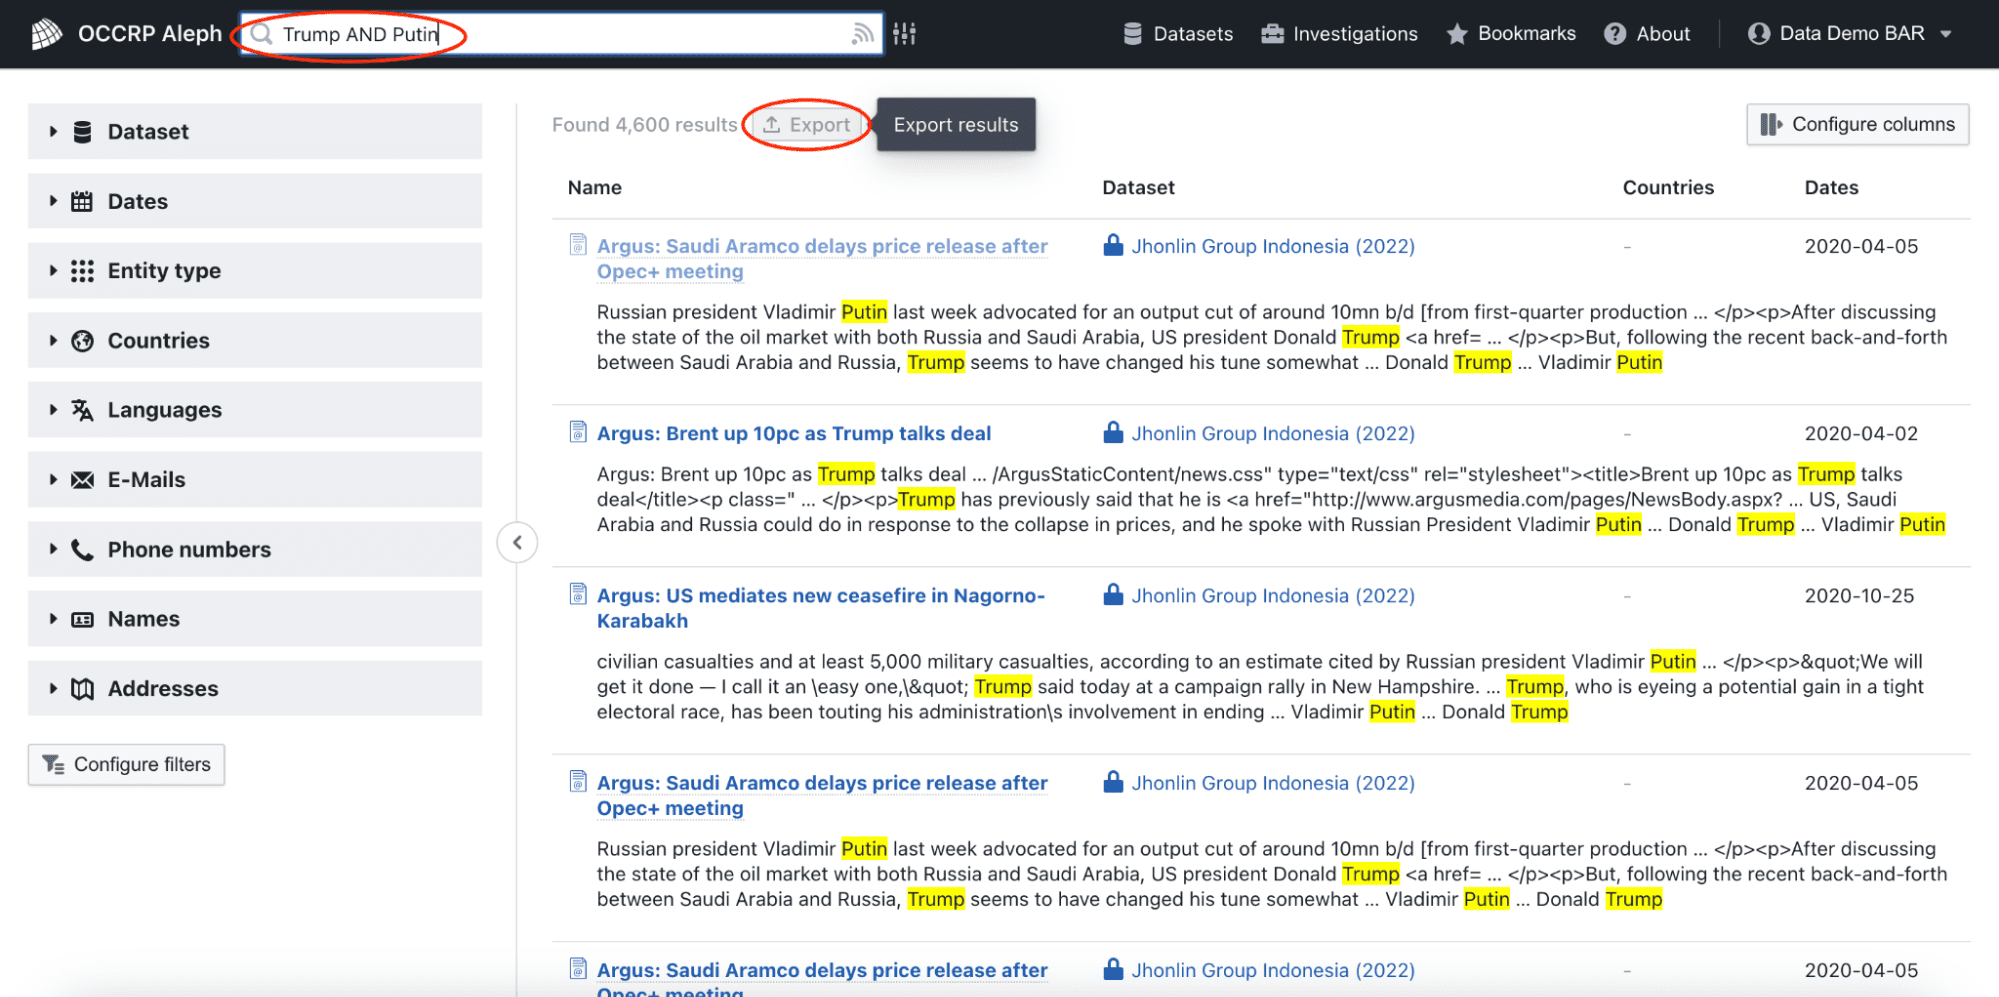 OCCRP Aleph
Trump AND Putin
Datasets
Investigations
Bookmarks
About
Data Demo BAR
Dataset
Dates
Entity type
Countries
Languages
E-Mails
Phone numbers
Names
Addresses
Configure filters
Found 4,600 results
Export
Export results
Configure columns
Name Dataset Countries Dates
Argus: Saudi Aramco delays price release after Jhonlin Group Indonesia (2022) - 2020-04-05
Opec+ meeting
Russian president Vladimir Putin last week advocated for an output cut of around 10mn b/d [from first-quarter production ... </p><p>After discussing
the state of the oil market with both Russia and Saudi Arabia, US president Donald Trump <a href= ... </p><p>But, following the recent back-and-forth
between Saudi Arabia and Russia, Trump seems to have changed his tune somewhat ... Donald Trump ... Vladimir Putin
Argus: Brent up 10pc as Trump talks deal Jhonlin Group Indonesia (2022) - 2020-04-02
Argus: Brent up 10pc as Trump talks deal ... /ArgusStaticContent/news.css" type="text/css" rel="stylesheet"><title>Brent up 10pc as Trump talks
deal</title><p class=" ... </p><p>Trump has previously said that he is <a href="http://www.argusmedia.com/pages/NewsBody.aspx? ... US, Saudi
Arabia and Russia could do in response to the collapse in prices, and he spoke with Russian President Vladimir Putin ... Donald Trump ... Vladimir Putin
Argus: US mediates new ceasefire in Nagorno- Jhonlin Group Indonesia (2022) - 2020-10-25
Karabakh
civilian casualties and at least 5,000 military casualties, according to an estimate cited by Russian president Vladimir Putin ... </p><p>&quot;We will
get it done — I call it an \easy one,\&quot; Trump said today at a campaign rally in New Hampshire. ... Trump, who is eyeing a potential gain in a tight
electoral race, has been touting his administration\s involvement in ending ... Vladimir Putin ... Donald Trump
Argus: Saudi Aramco delays price release after Jhonlin Group Indonesia (2022) - 2020-04-05
Opec+ meeting
Russian president Vladimir Putin last week advocated for an output cut of around 10mn b/d [from first-quarter production ... </p><p>After discussing
the state of the oil market with both Russia and Saudi Arabia, US president Donald Trump <a href= ... </p><p>But, following the recent back-and-forth
between Saudi Arabia and Russia, Trump seems to have changed his tune somewhat ... Vladimir Putin ... Donald Trump
Argus: Saudi Aramco delays price release after Jhonlin Group Indonesia (2022) - 2020-04-05
Opec+ meeting